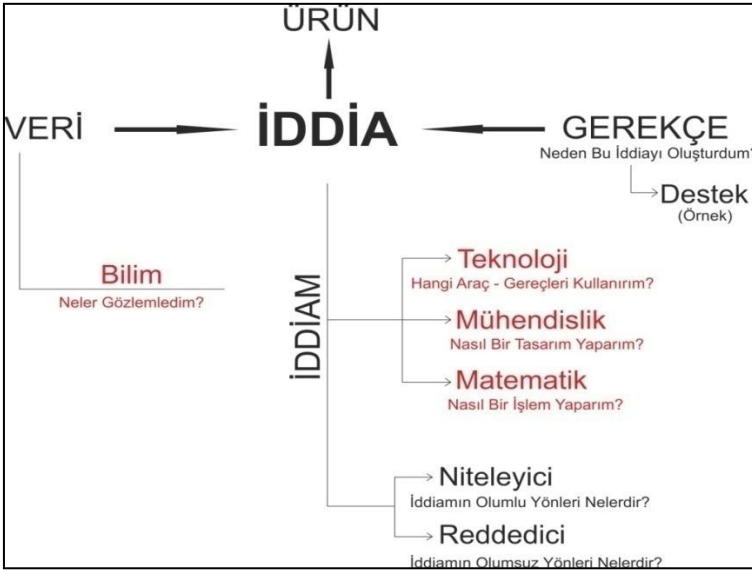 ÜRÜN
VERİ
İDDİA
GEREKÇE
Neden Bu İddiayı Oluşturdum?
Destek
(Örnek)
Bilim
Neler Gözlemledim?
İDDİAM
Teknoloji
Hangi Araç - Gereçleri Kullanırım?
Mühendislik
Nasıl Bir Tasarım Yaparım?
Matematik
Nasıl Bir İşlem Yaparım?
Niteleyici
İddiamın Olumlu Yönleri Nelerdir?
Reddedici
İddiamın Olumsuz Yönleri Nelerdir?